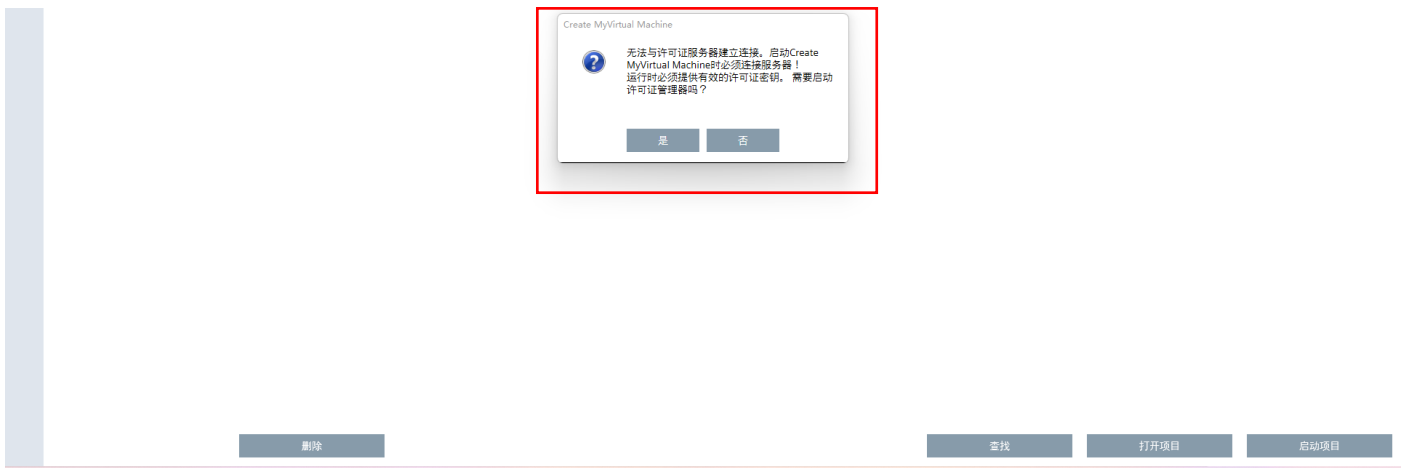 Create MyVirtual Machine
无法与许可证服务器建立连接。启动Create
MyVirtual Machine时必须连接服务器！
运行时必须提供有效的许可证密钥。 需要启动
许可证管理器吗？
是
否
删除
查找
打开项目
启动项目